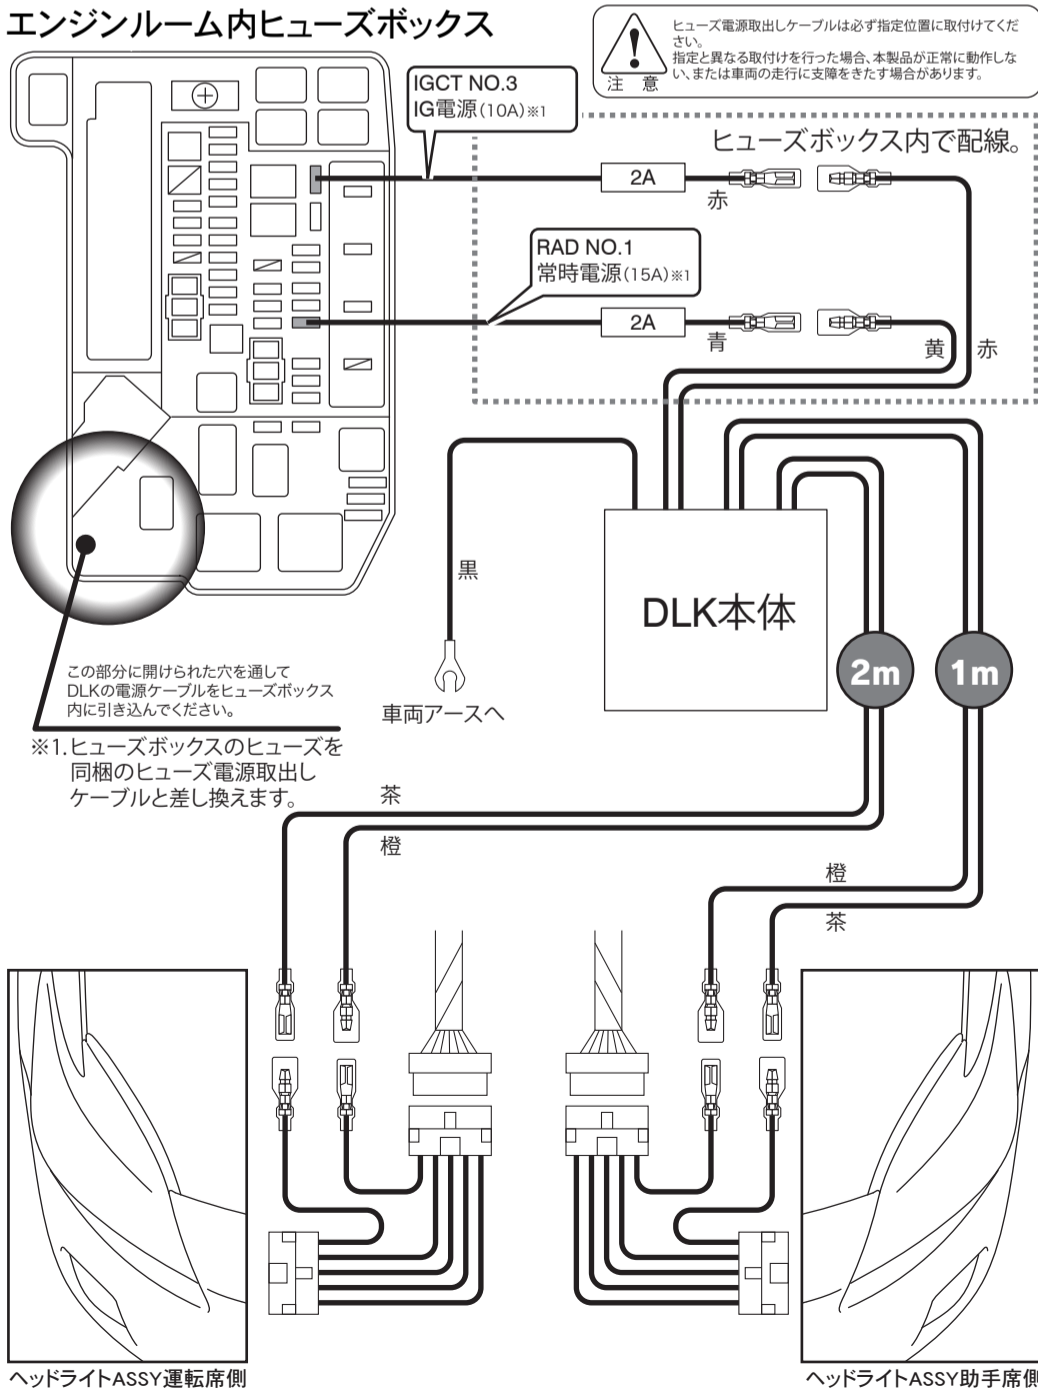 エンジンルーム内ヒューズボックス
注 意
ヒューズ電源取出しケーブルは必ず指定位置に取付けてくだ
さい。
指定と異なる取付けを行った場合、本製品が正常に動作しな
い、または車両の走行に支障をきたす場合があります。
IGCT NO.3
IG電源(10A)※1
ヒューズボックス内で配線。
2A
赤
RAD NO.1
常時電源(15A)※1
2A
青
黄
赤
黒
DLK本体
2m
1m
車両アースへ
この部分に開けられた穴を通して
DLKの電源ケーブルをヒューズボックス
内に引き込んでください。
※1.ヒューズボックスのヒューズを
同梱のヒューズ電源取出し
ケーブルと差し換えます。
茶
橙
橙
茶
ヘッドライトASSY運転席側
ヘッドライトASSY助手席側